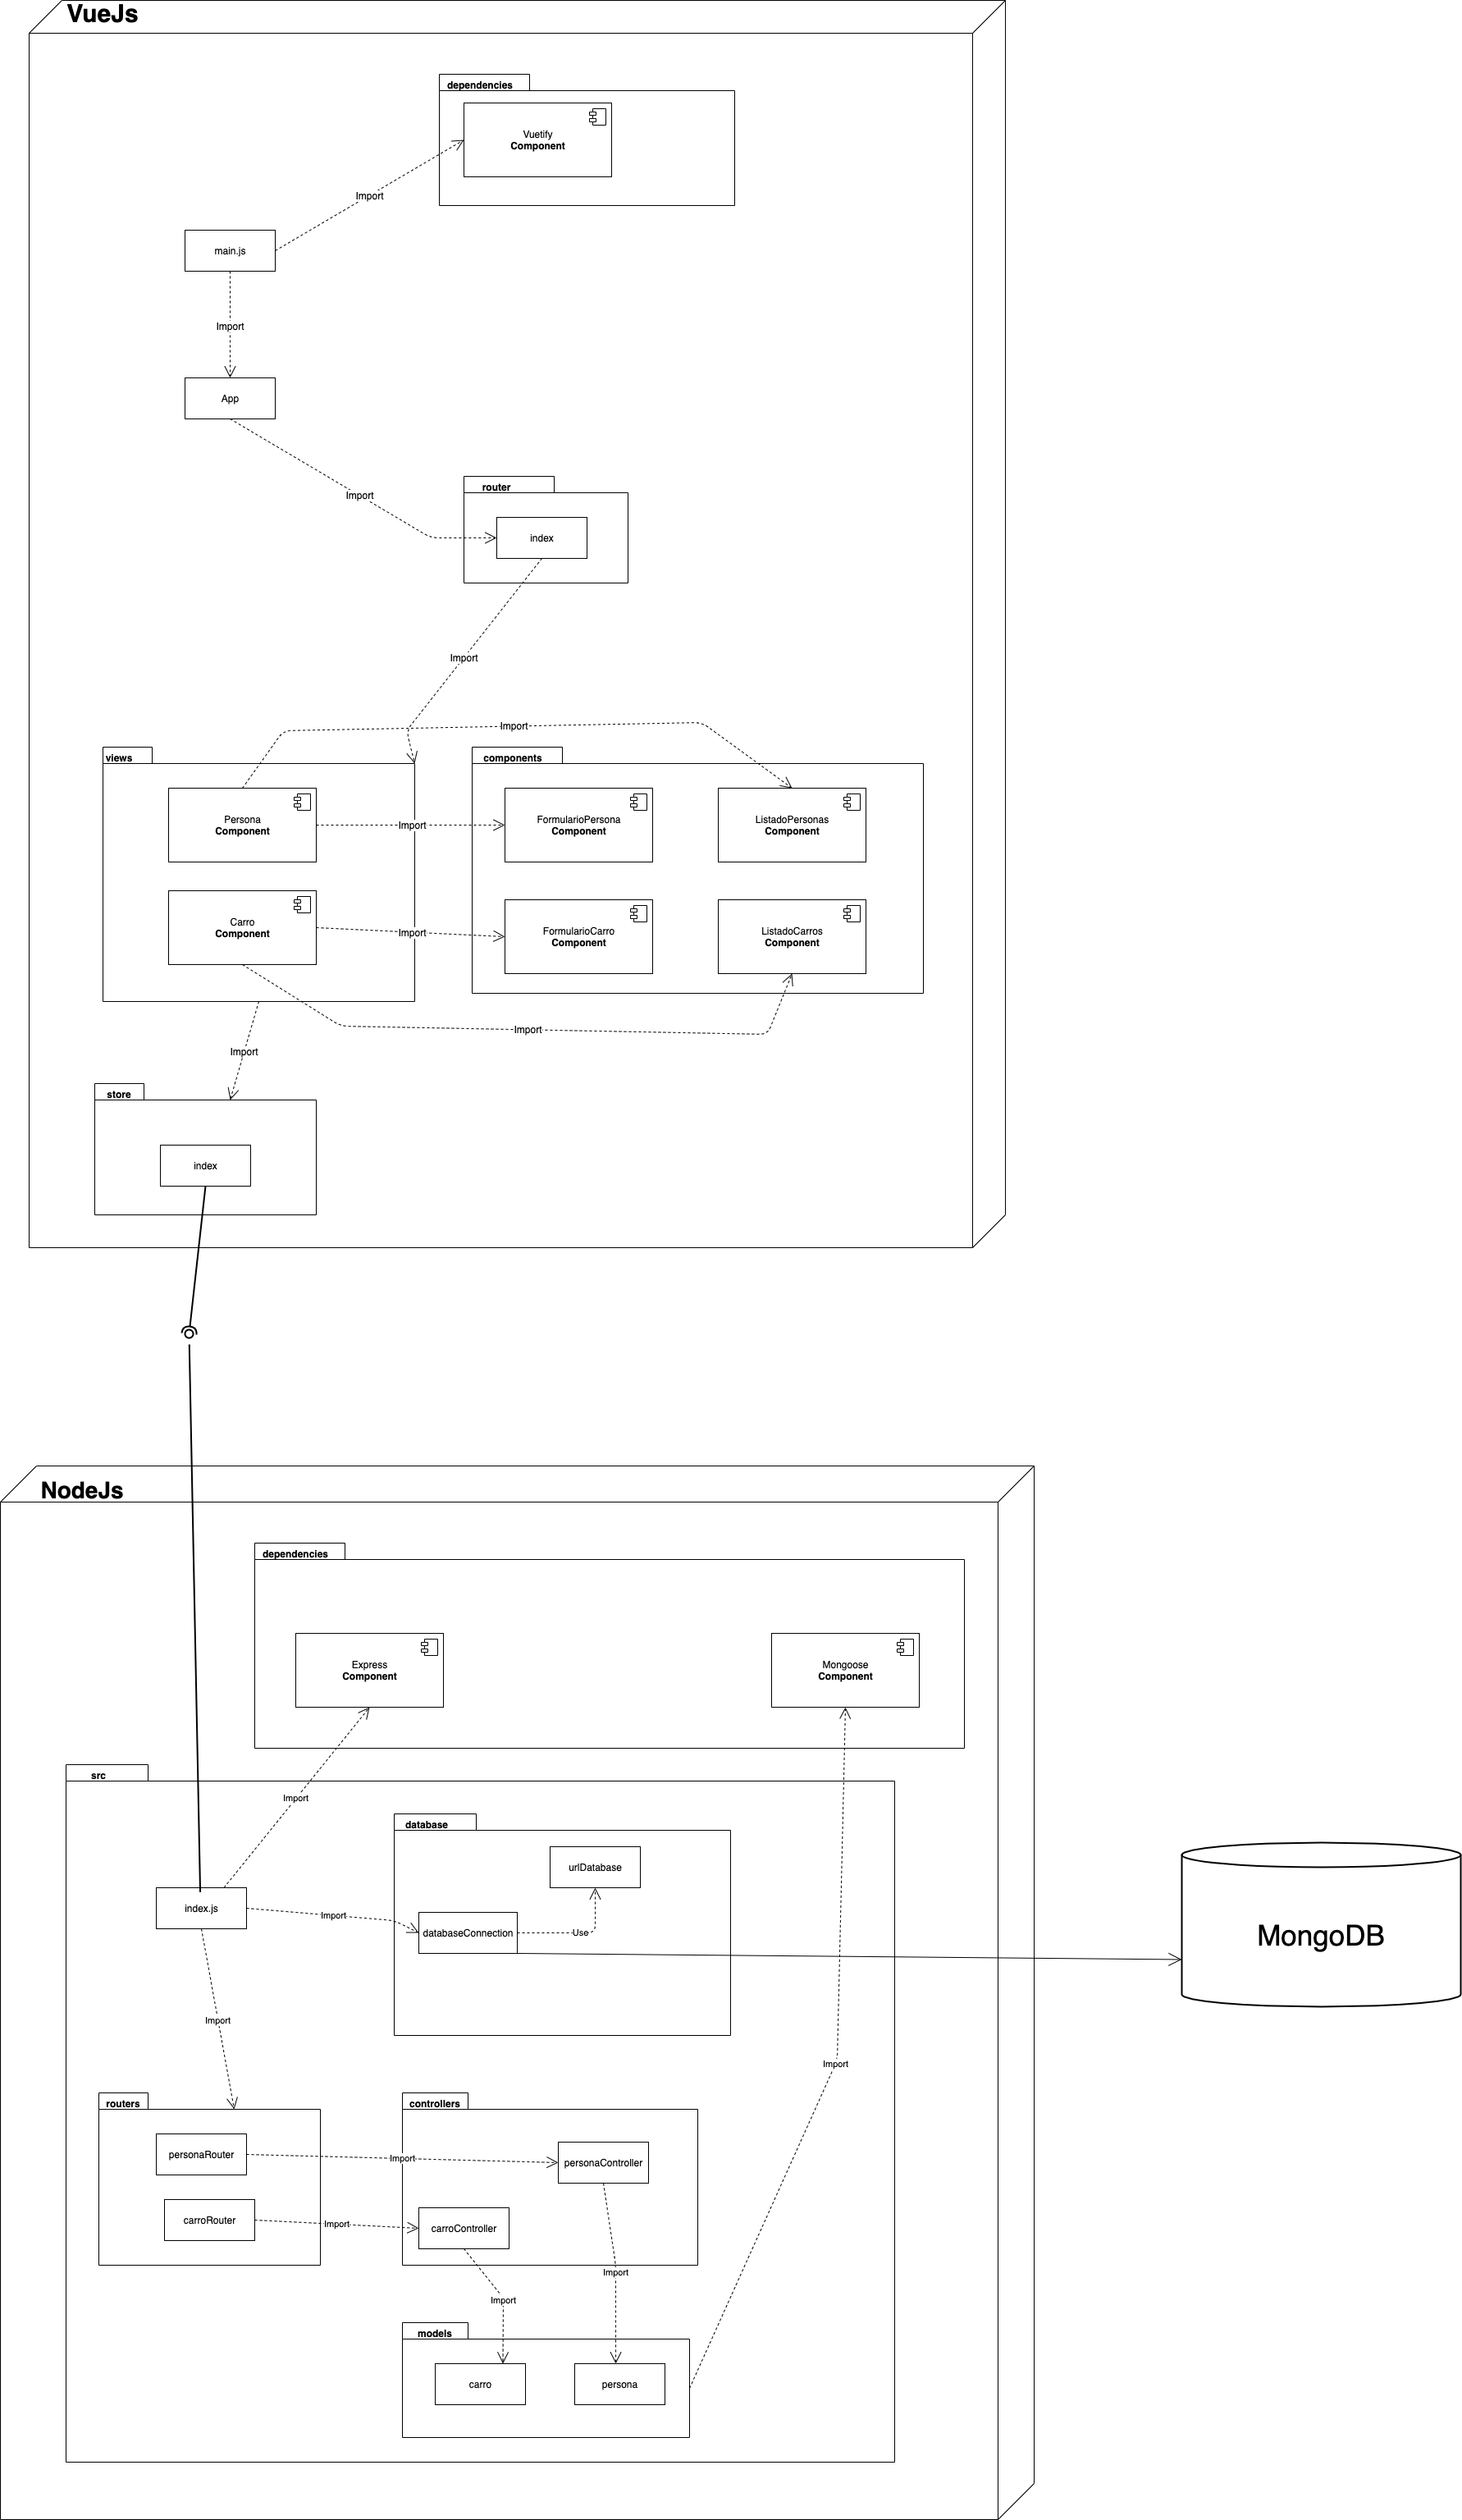 VueJs
dependencies
Vuetify
Component
Import
main.js
Import
App
router
Import
index
Import
Import
views
components
Persona
Component
Import
FormularioPersona
Component
ListadoPersonas
Component
Carro
Component
Import
FormularioCarro
Component
ListadoCarros
Component
Import
Import
store
index
NodeJs
dependencies
Express
Component
Mongoose
Component
src
Import
database
urlDatabase
index.js
Import
databaseConnection
Use
MongoDB
Import
Import
routers
controllers
personaRouter
Import
personaController
carroRouter
Import
carroController
Import
Import
models
carro
persona